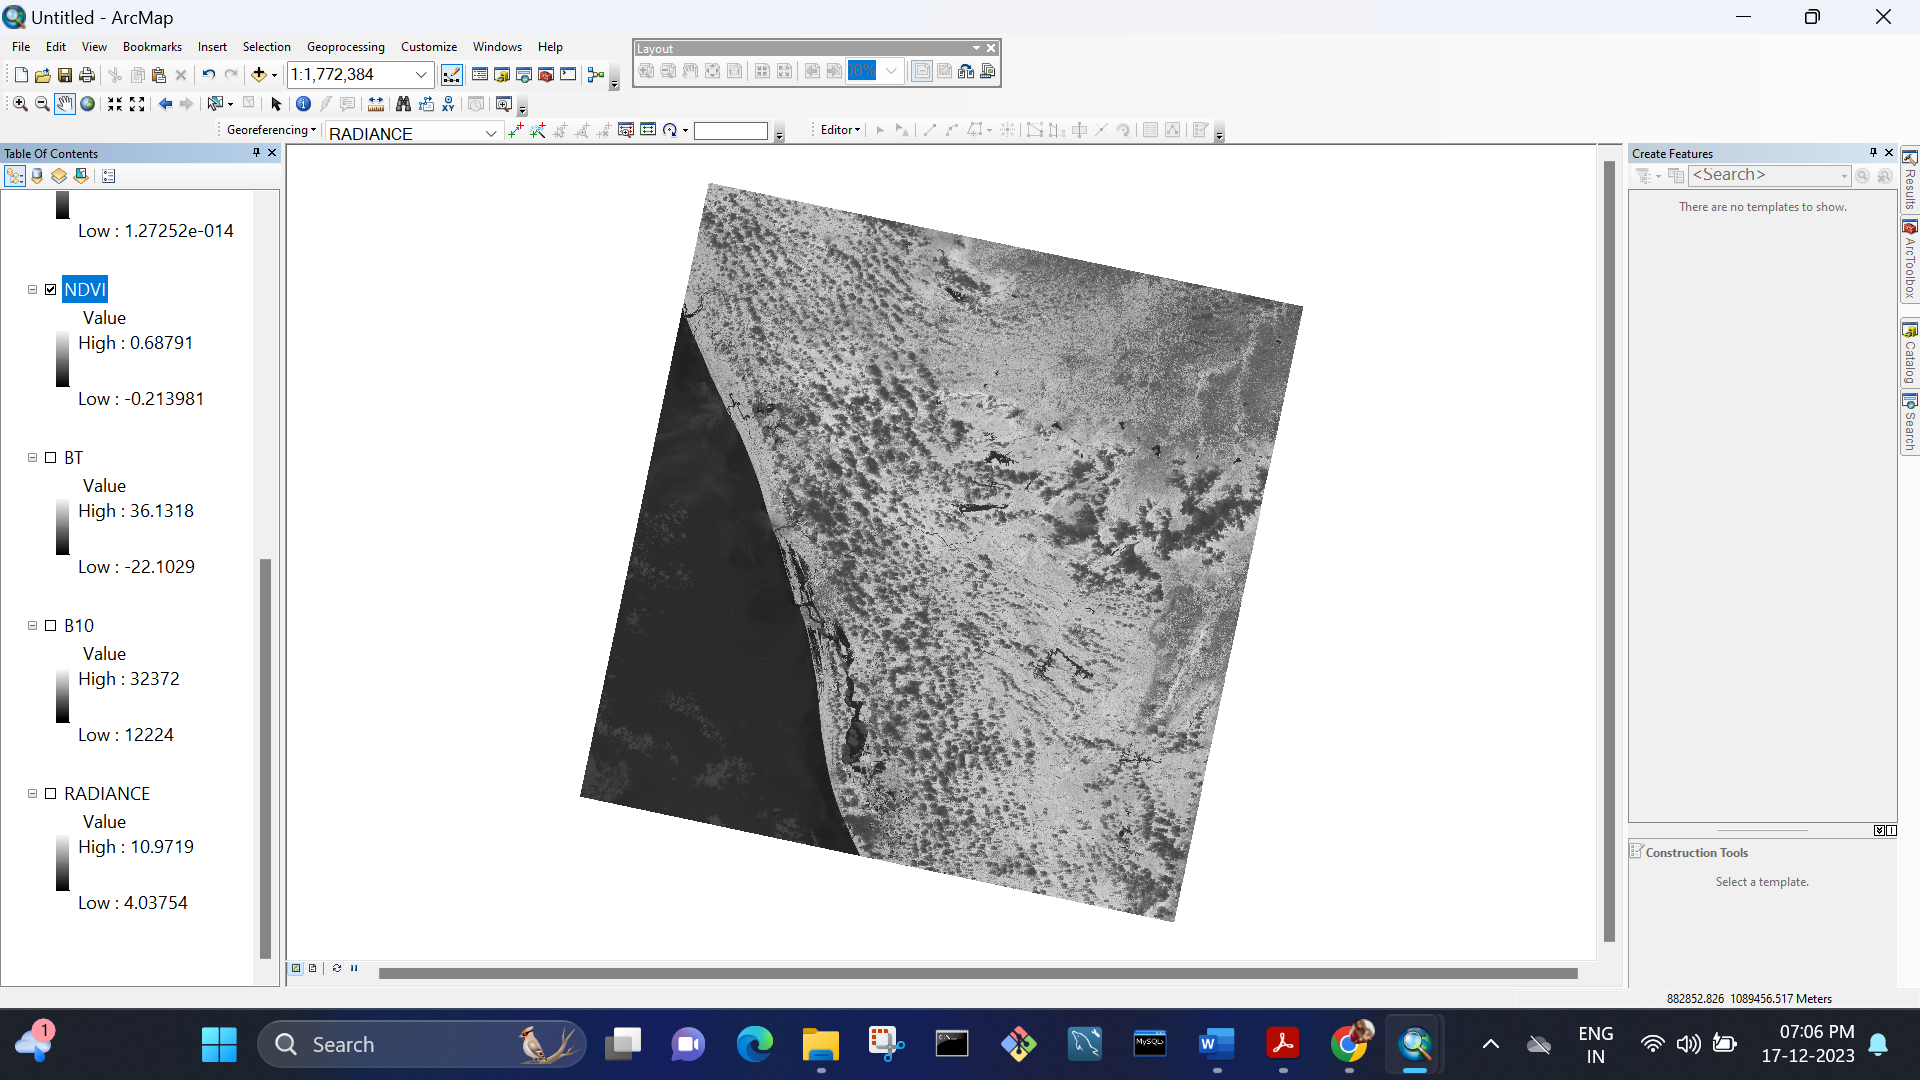 Untitled - ArcMap
File Edit View Bookmarks Insert Selection Geoprocessing Customize Windows Help
Layout
1:1,772,384
Georeferencing
RADIANCE
Editor
Table Of Contents
Low : 1.27252e-014
NDVI
Value
High : 0.68791
Low : -0.213981
BT
Value
High : 36.1318
Low : -22.1029
B10
Value
High : 32372
Low : 12224
RADIANCE
Value
High : 10.9719
Low : 4.03754
Create Features
<Search>
There are no templates to show.
Construction Tools
Select a template.
Results
ArcToolbox
Catalog
Search
882852.826 1089456.517 Meters
1
Search
MySQL
ENG
IN
07:06 PM
17-12-2023